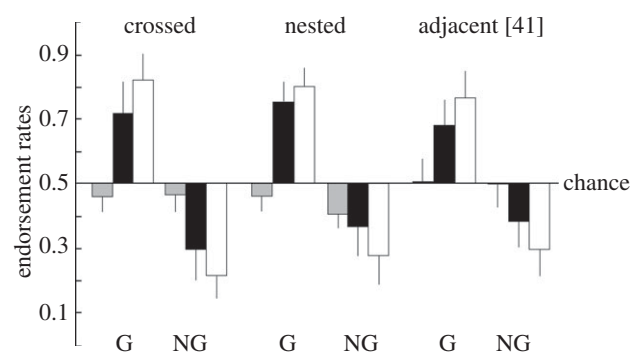 crossed nested adjacent [41]
endorsement rates
0.9
0.7
0.5
0.3
0.1
chance
G NG G NG G NG